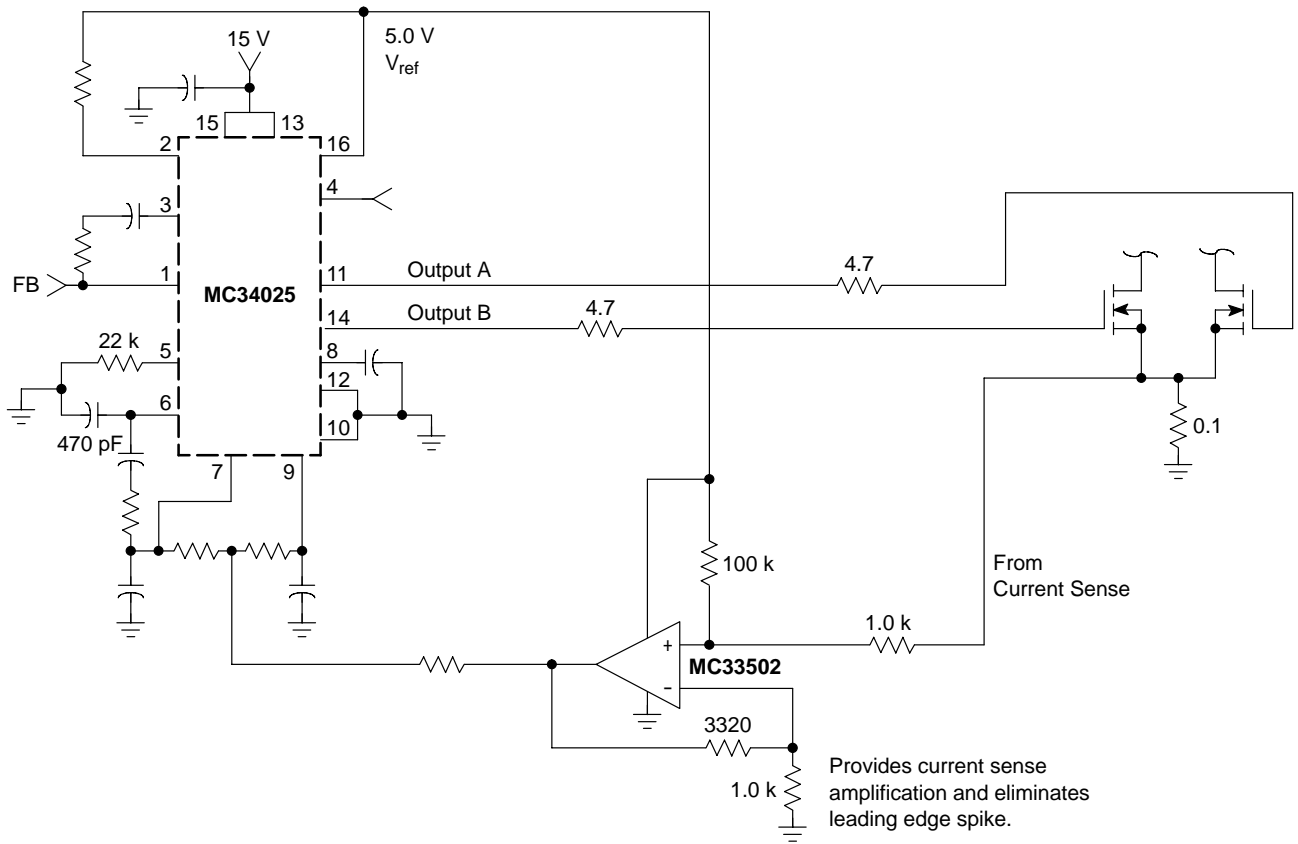 15 V
5.0 V
Vref
15
13
2
16
4
3
FB
1
MC34025
11
Output A
4.7
14
Output B
4.7
22 k
5
8
12
6
10
470 pF
7
9
0.1
100 k
From
Current Sense
1.0 k
+
MC33502
-
3320
1.0 k
Provides current sense
amplification and eliminates
leading edge spike.